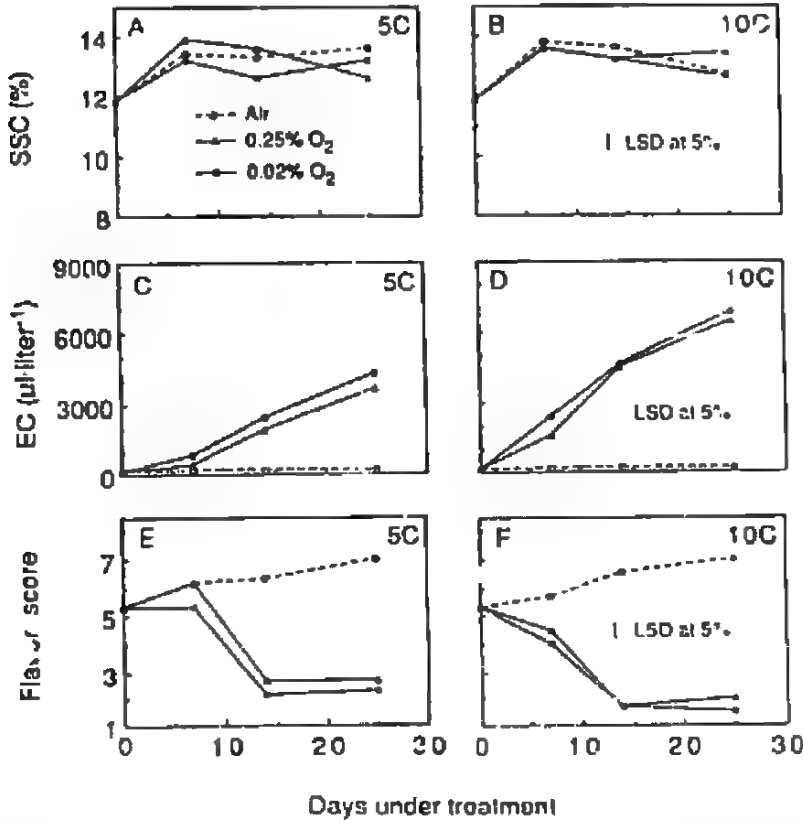 A 5C
B 10C
SSC (%)
14
12
10
8
Air
0.25% O₂
0.02% O₂
LSD at 5%
C 5C
D 10C
EC (µl·liter⁻¹)
9000
6000
3000
0
LSD at 5%
E 5C
F 10C
score
7
5
3
1
LSD at 5%
0 10 20 30
0 10 20 30
Days under treatment